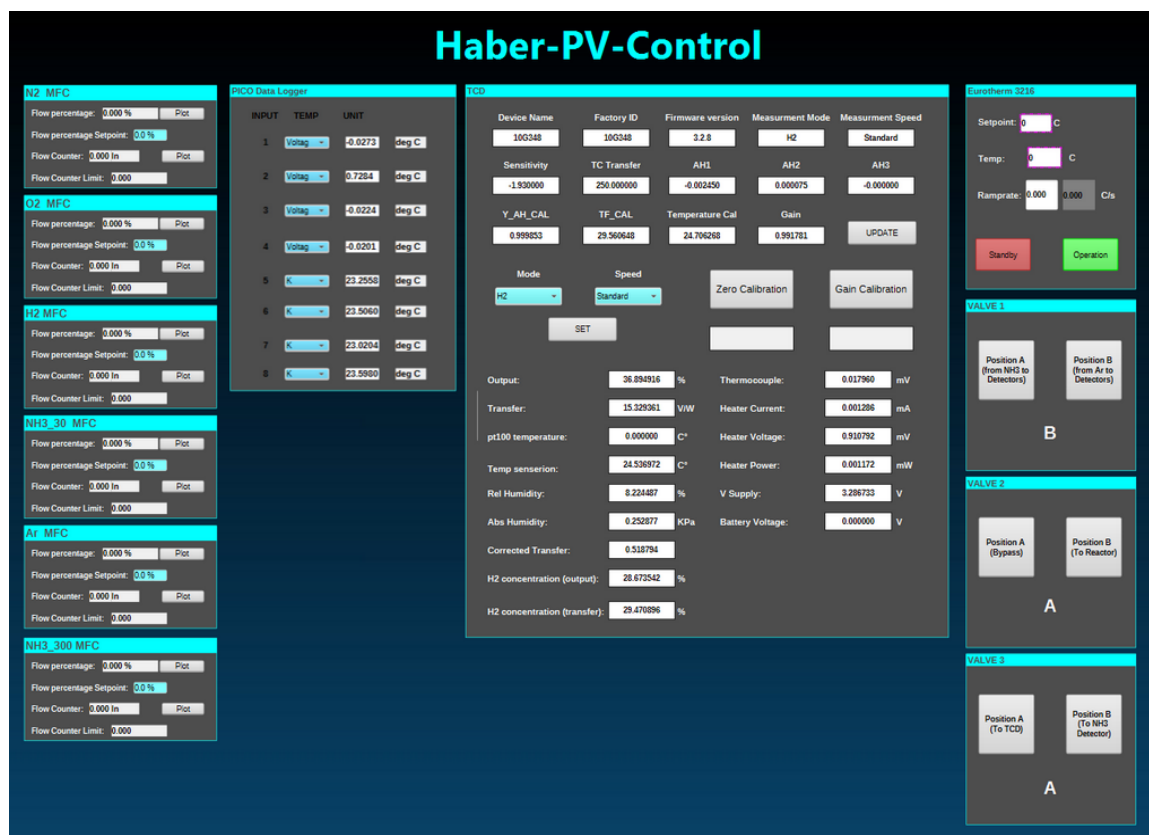 Haber-PV-Control
N2 MFC
Flow percentage: 0.000 % Plot
Flow percentage Setpoint: 0.0 %
Flow Counter: 0.000 ln Plot
Flow Counter Limit: 0.000
O2 MFC
Flow percentage: 0.000 % Plot
Flow percentage Setpoint: 0.0 %
Flow Counter: 0.000 ln Plot
Flow Counter Limit: 0.000
H2 MFC
Flow percentage: 0.000 % Plot
Flow percentage Setpoint: 0.0 %
Flow Counter: 0.000 ln Plot
Flow Counter Limit: 0.000
NH3_30 MFC
Flow percentage: 0.000 % Plot
Flow percentage Setpoint: 0.0 %
Flow Counter: 0.000 ln Plot
Flow Counter Limit: 0.000
Ar MFC
Flow percentage: 0.000 % Plot
Flow percentage Setpoint: 0.0 %
Flow Counter: 0.000 ln Plot
Flow Counter Limit: 0.000
NH3_300 MFC
Flow percentage: 0.000 % Plot
Flow percentage Setpoint: 0.0 %
Flow Counter: 0.000 ln Plot
Flow Counter Limit: 0.000
PICO Data Logger
INPUT TEMP UNIT
1 Voltag -0.0273 deg C
2 Voltag 0.7284 deg C
3 Voltag -0.0224 deg C
4 Voltag -0.0201 deg C
5 K 23.2558 deg C
6 K 23.5060 deg C
7 K 23.0204 deg C
8 K 23.5980 deg C
TCD
Device Name Factory ID Firmware version Measurment Mode Measurment Speed
10G348 10G348 3.2.8 H2 Standard
Sensitivity TC Transfer AH1 AH2 AH3
-1.930000 250.000000 -0.002450 0.000075 -0.000000
Y_AH_CAL TF_CAL Temperature Cal Gain
0.999853 29.560648 24.706268 0.991781 UPDATE
Mode Speed
H2 Standard Zero Calibration Gain Calibration
SET
Output: 36.894916 % Thermocouple: 0.017960 mV
Transfer: 15.329361 V/W Heater Current: 0.001286 mA
pt100 temperature: 0.000000 C° Heater Voltage: 0.910792 mV
Temp senserion: 24.536972 C° Heater Power: 0.001172 mW
Rel Humidity: 8.224487 % V Supply: 3.286733 V
Abs Humidity: 0.252877 KPa Battery Voltage: 0.000000 V
Corrected Transfer: 0.518794
H2 concentration (output): 28.673542 %
H2 concentration (transfer): 29.470896 %
Eurotherm 3216
Setpoint: 0 C
Temp: 0 C
Ramprate: 0.000 0.000 C/s
Standby Operation
VALVE 1
Position A Position B
(from NH3 to (from Ar to
Detectors) Detectors)
B
VALVE 2
Position A Position B
(Bypass) (To Reactor)
A
VALVE 3
Position A Position B
(To TCD) (To NH3
Detector)
A